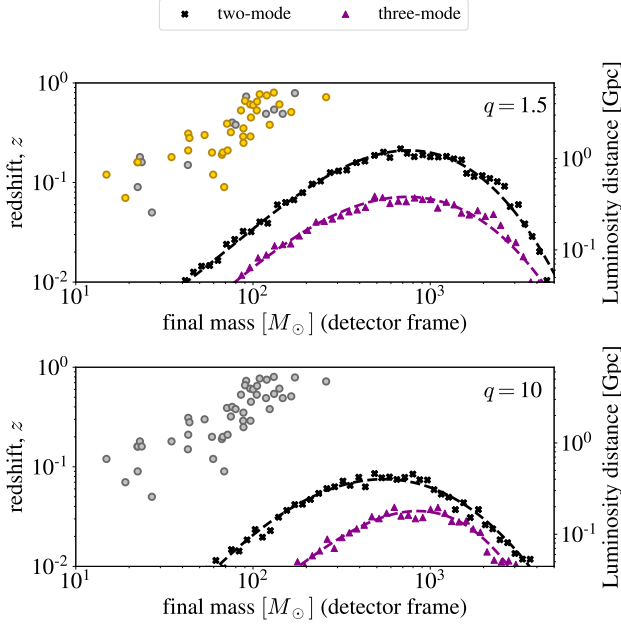 two-mode three-mode
10^0
10^-1
10^-2
redshift, z
q = 1.5
10^0
10^-1
Luminosity distance [Gpc]
10^1 10^2 10^3
final mass [M_⊙] (detector frame)
10^0
10^-1
10^-2
redshift, z
q = 10
10^0
10^-1
Luminosity distance [Gpc]
10^1 10^2 10^3
final mass [M_⊙] (detector frame)